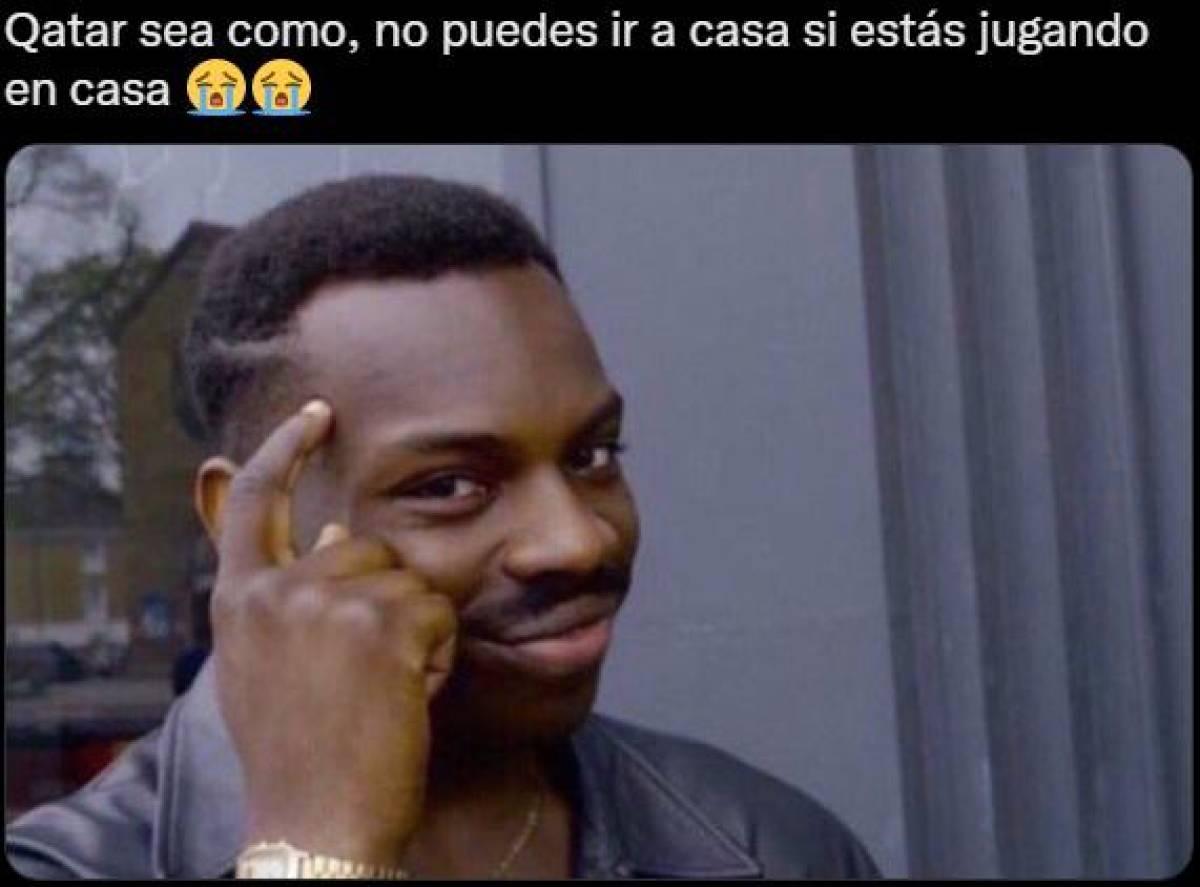 Qatar sea como, no puedes ir a casa si estás jugando
en casa 😭😭